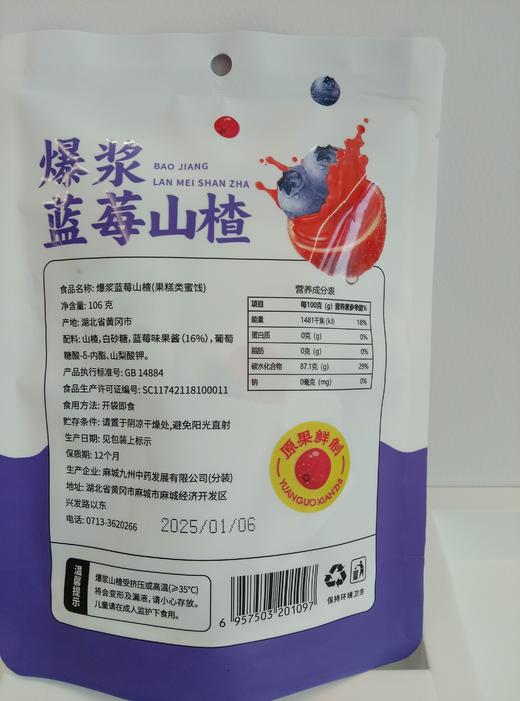 爆浆
BAO JIANG
LAN MEI SHAN ZHA
蓝莓山楂
食品名称: 爆浆蓝莓山楂(果糕类蜜饯)
净含量: 106 克
产地: 湖北省黄冈市
配料: 山楂, 白砂糖, 蓝莓味果酱 (16%) , 葡萄
糖酸-δ-内酯、山梨酸钾。
产品执行标准号: GB 14884
食品生产许可证编号: SC11742118100011
食用方法: 开袋即食
贮存条件: 请置于阴凉干燥处, 避免阳光直射
生产日期: 见包装上标示
保质期: 12个月
生产企业: 麻城九州中药发展有限公司(分装)
地址: 湖北省黄冈市麻城市麻城经济开发区
兴发路以东
电话: 0713-3620266
2025/01/06
营养成分表
项目 每100克 (g) 营养素参考值%
能量 1481千焦 (kJ) 18%
蛋白质 0克 (g) 0%
脂肪 0克 (g) 0%
碳水化合物 87.1克 (g) 29%
钠 0毫克 (mg) 0%
原果鲜制
YUANGUOXIANZHI
温馨提示
爆浆山楂受挤压或高温(≥35℃)
将会变形及漏液, 请小心存放。
儿童请在成人监护下食用。
6 957503 201097
保持环境卫生